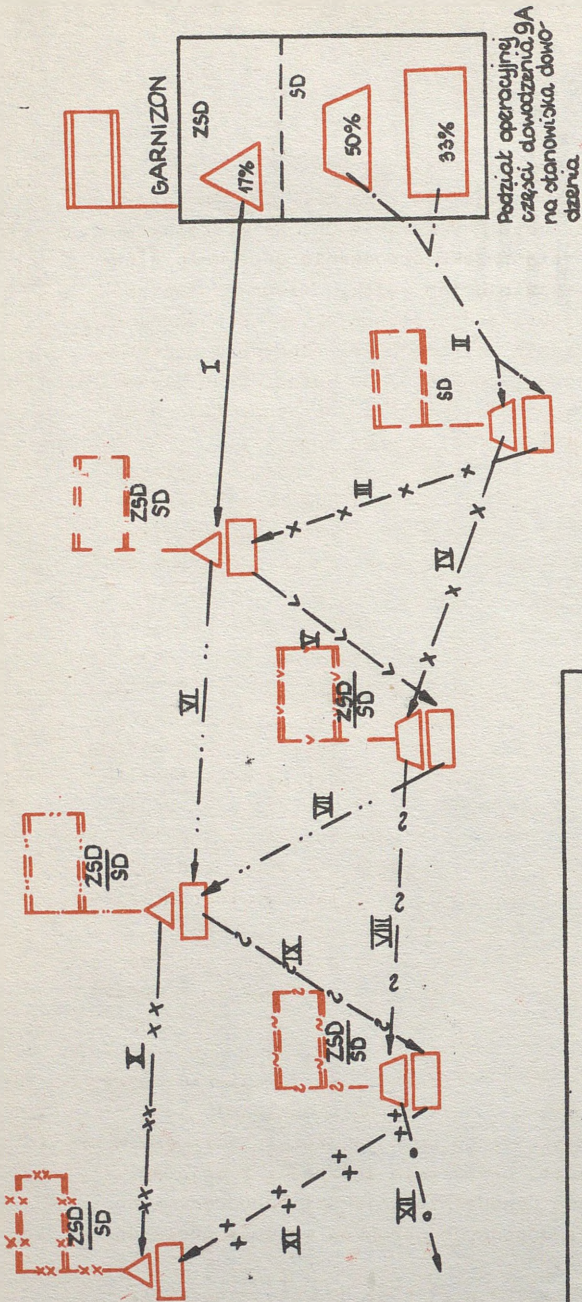 GARNIZON
ZSD
17%
SD
50%
33%
Podział operacyjnej
części dowodzenia 9A
na stanowiska dowo-
dzenia
I
II
SD
ZSD
SD
III
IV
V
ZSD
SD
VI
VII
ZSD
SD
VIII
IX
ZSD
SD
X
XI
XII
ZSD
SD